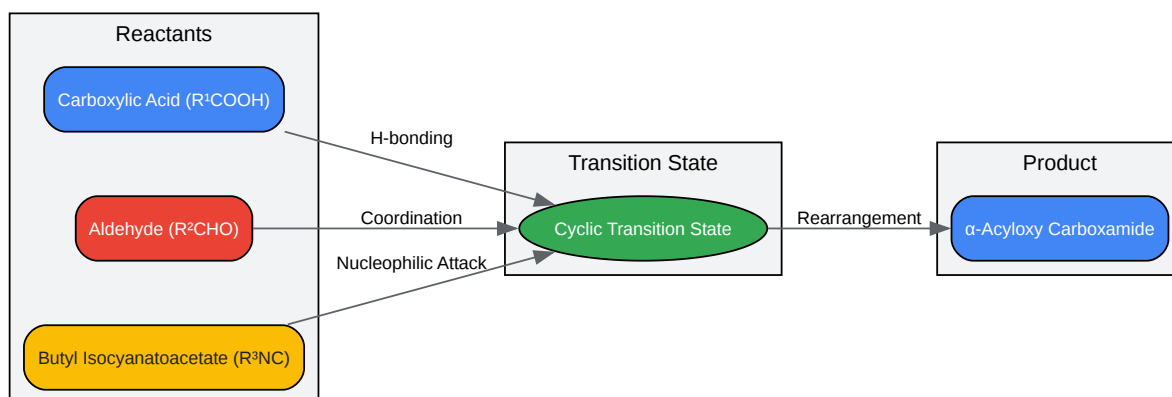 Reactants
Carboxylic Acid (R¹COOH)
Aldehyde (R²CHO)
Butyl Isocyanatoacetate (R³NC)
H-bonding
Coordination
Nucleophilic Attack
Transition State
Cyclic Transition State
Rearrangement
Product
α-Acyloxy Carboxamide